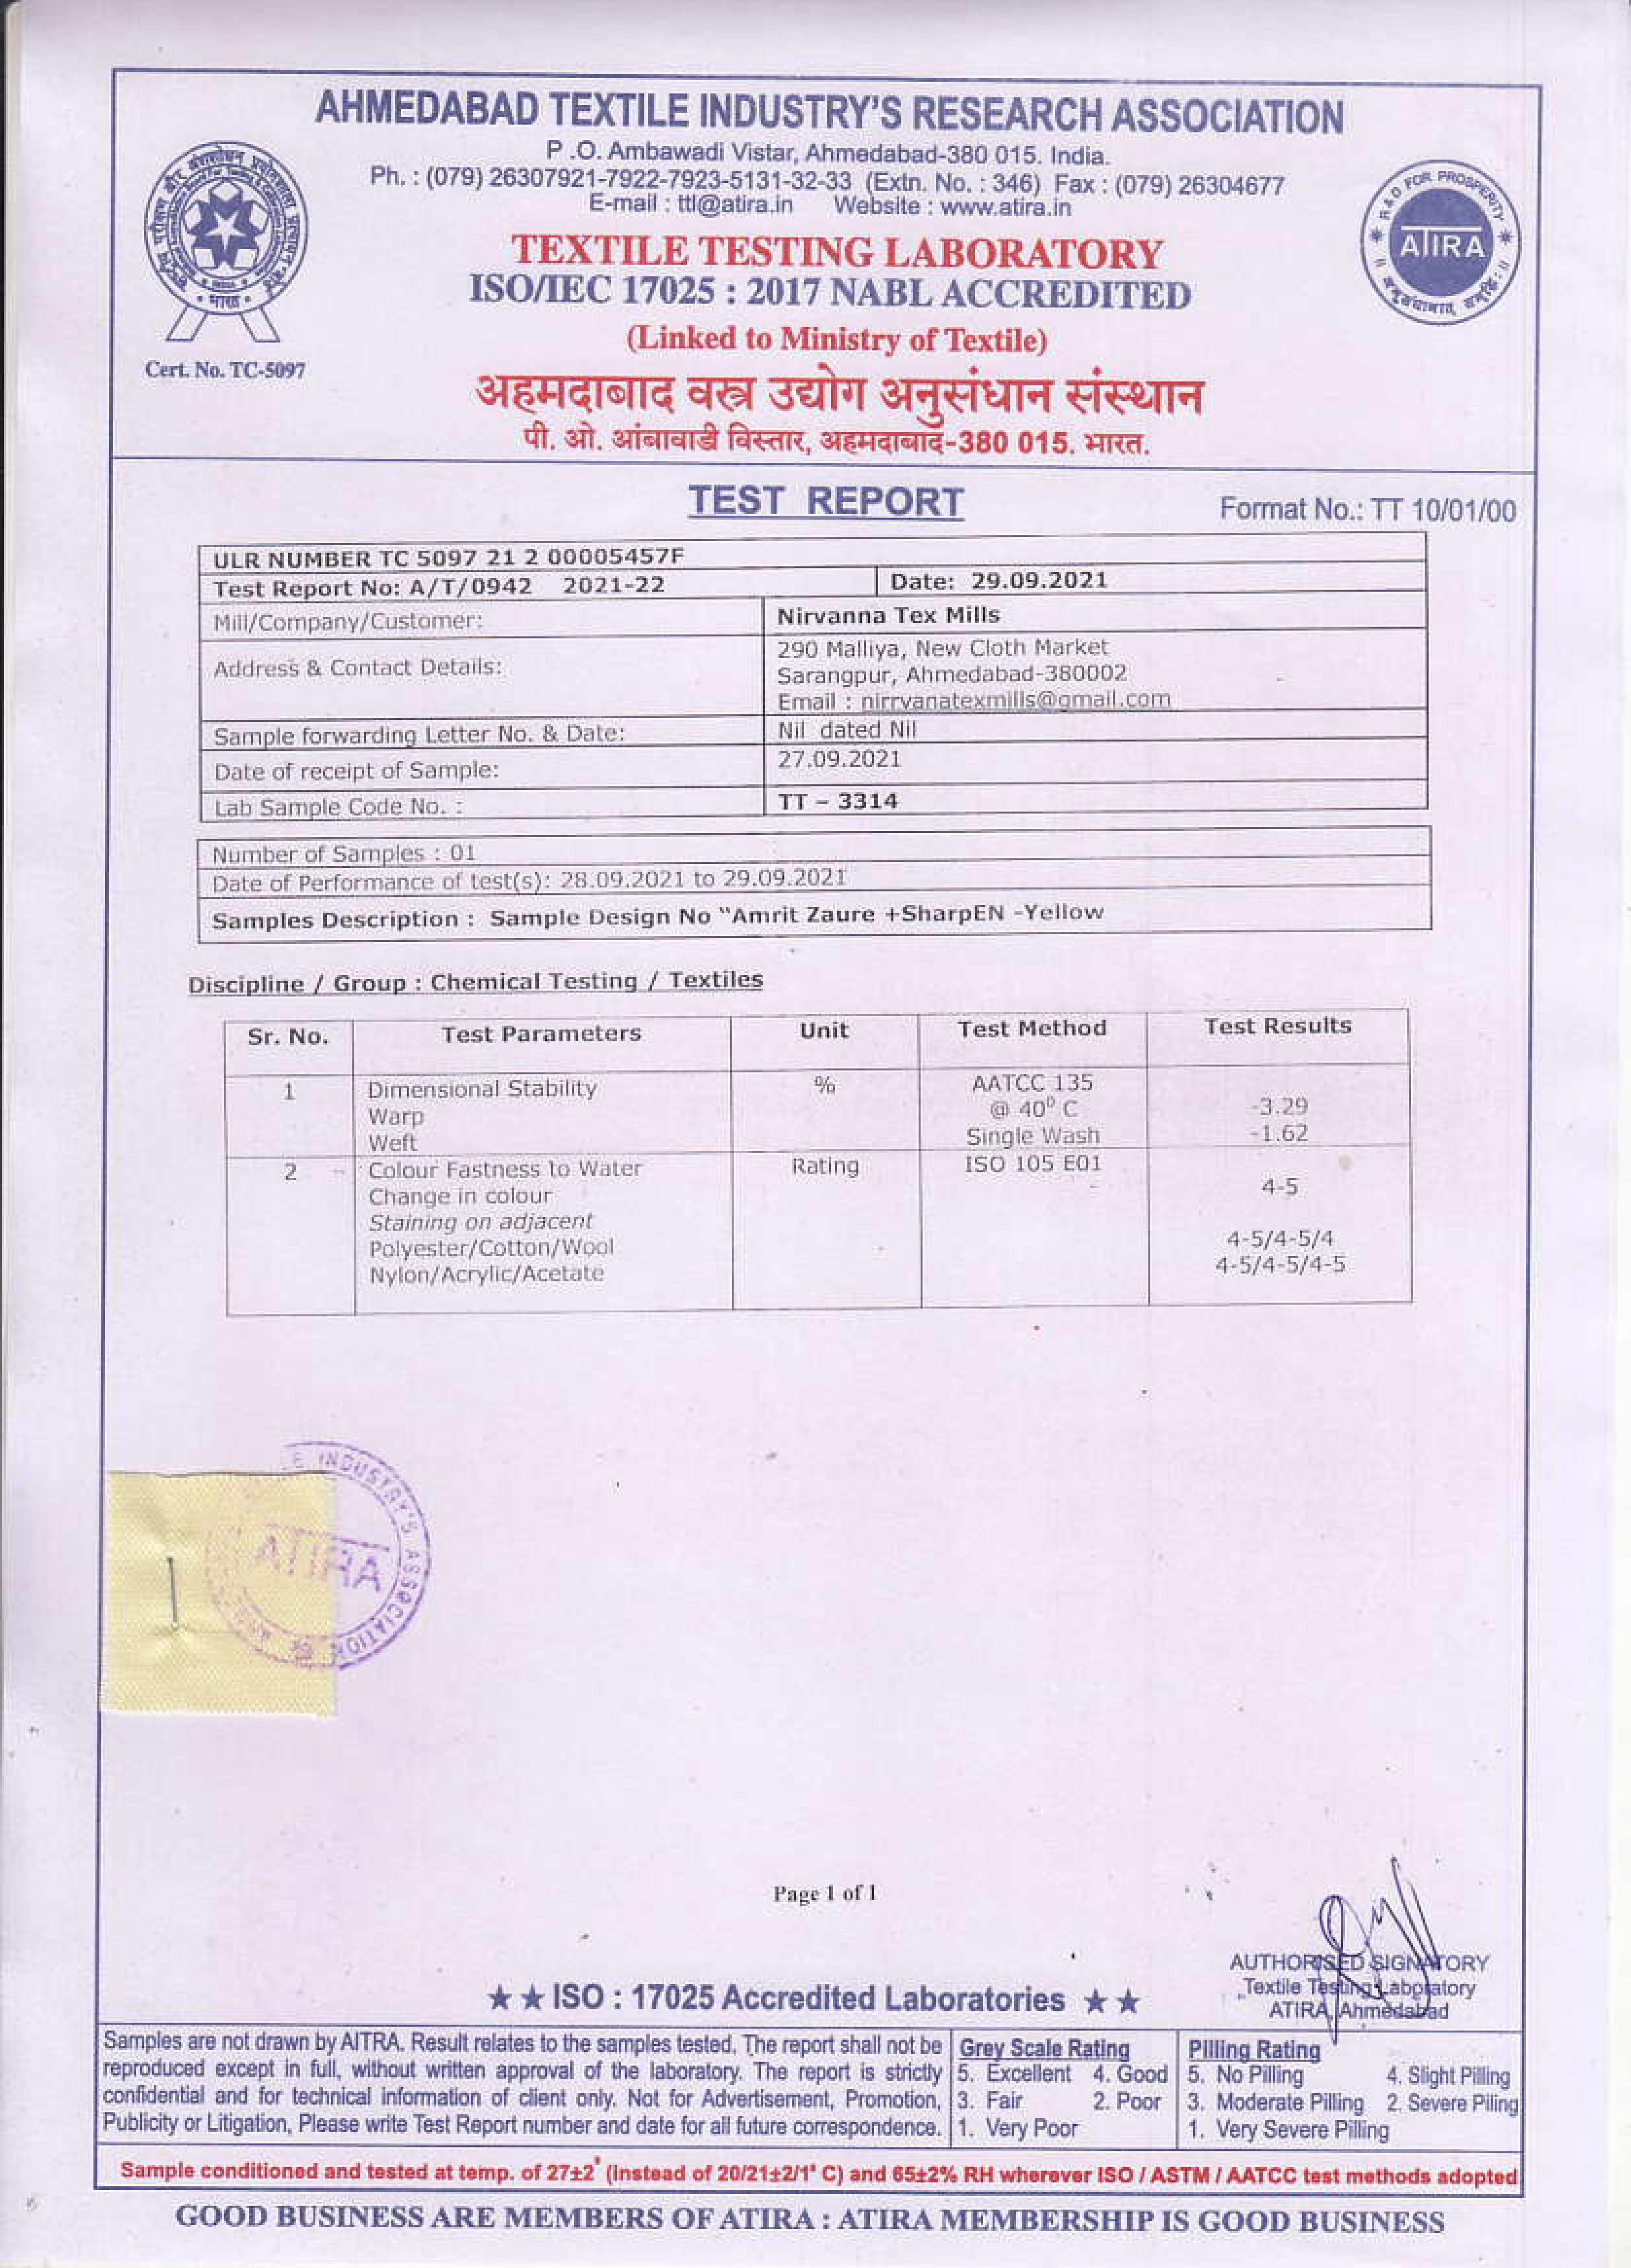 AHMEDABAD TEXTILE INDUSTRY'S RESEARCH ASSOCIATION
P .O. Ambawadi Vistar, Ahmedabad-380 015. India.
Ph. : (079) 26307921-7922-7923-5131-32-33 (Extn. No. : 346) Fax : (079) 26304677
E-mail : ttl@atira.in Website : www.atira.in
TEXTILE TESTING LABORATORY
ISO/IEC 17025 : 2017 NABL ACCREDITED
(Linked to Ministry of Textile)
भारत
Cert. No. TC-5097
R & D FOR PROSPERITY
ATIRA
अहमदाबाद वस्त्र उद्योग अनुसंधान संस्थान
पी. ओ. आंबावाडी विस्तार, अहमदाबाद-380 015. भारत.
TEST REPORT
Format No.: TT 10/01/00
ULR NUMBER TC 5097 21 2 00005457F
Test Report No: A/T/0942 2021-22 Date: 29.09.2021
Mill/Company/Customer: Nirvanna Tex Mills
Address & Contact Details: 290 Malliya, New Cloth Market
Sarangpur, Ahmedabad-380002
Email : nirrvanatexmills@gmail.com
Sample forwarding Letter No. & Date: Nil dated Nil
Date of receipt of Sample: 27.09.2021
Lab Sample Code No. : TT – 3314
Number of Samples : 01
Date of Performance of test(s): 28.09.2021 to 29.09.2021
Samples Description : Sample Design No "Amrit Zaure +SharpEN -Yellow
Discipline / Group : Chemical Testing / Textiles
Sr. No. Test Parameters Unit Test Method Test Results
1 Dimensional Stability % AATCC 135
Warp @ 40⁰ C -3.29
Weft Single Wash -1.62
2 Colour Fastness to Water Rating ISO 105 E01
Change in colour 4-5
Staining on adjacent
Polyester/Cotton/Wool 4-5/4-5/4
Nylon/Acrylic/Acetate 4-5/4-5/4-5
E INDUSTRY'S ASSOCIATION
ATIRA
Page 1 of 1
AUTHORISED SIGNATORY
Textile Testing Laboratory
ATIRA, Ahmedabad
★ ★ ISO : 17025 Accredited Laboratories ★ ★
Samples are not drawn by AITRA. Result relates to the samples tested. The report shall not be
reproduced except in full, without written approval of the laboratory. The report is strictly
confidential and for technical information of client only. Not for Advertisement, Promotion,
Publicity or Litigation, Please write Test Report number and date for all future correspondence.
Grey Scale Rating
5. Excellent 4. Good
3. Fair 2. Poor
1. Very Poor
Pilling Rating
5. No Pilling 4. Slight Pilling
3. Moderate Pilling 2. Severe Piling
1. Very Severe Pilling
Sample conditioned and tested at temp. of 27±2° (Instead of 20/21±2/1° C) and 65±2% RH wherever ISO / ASTM / AATCC test methods adopted
GOOD BUSINESS ARE MEMBERS OF ATIRA : ATIRA MEMBERSHIP IS GOOD BUSINESS